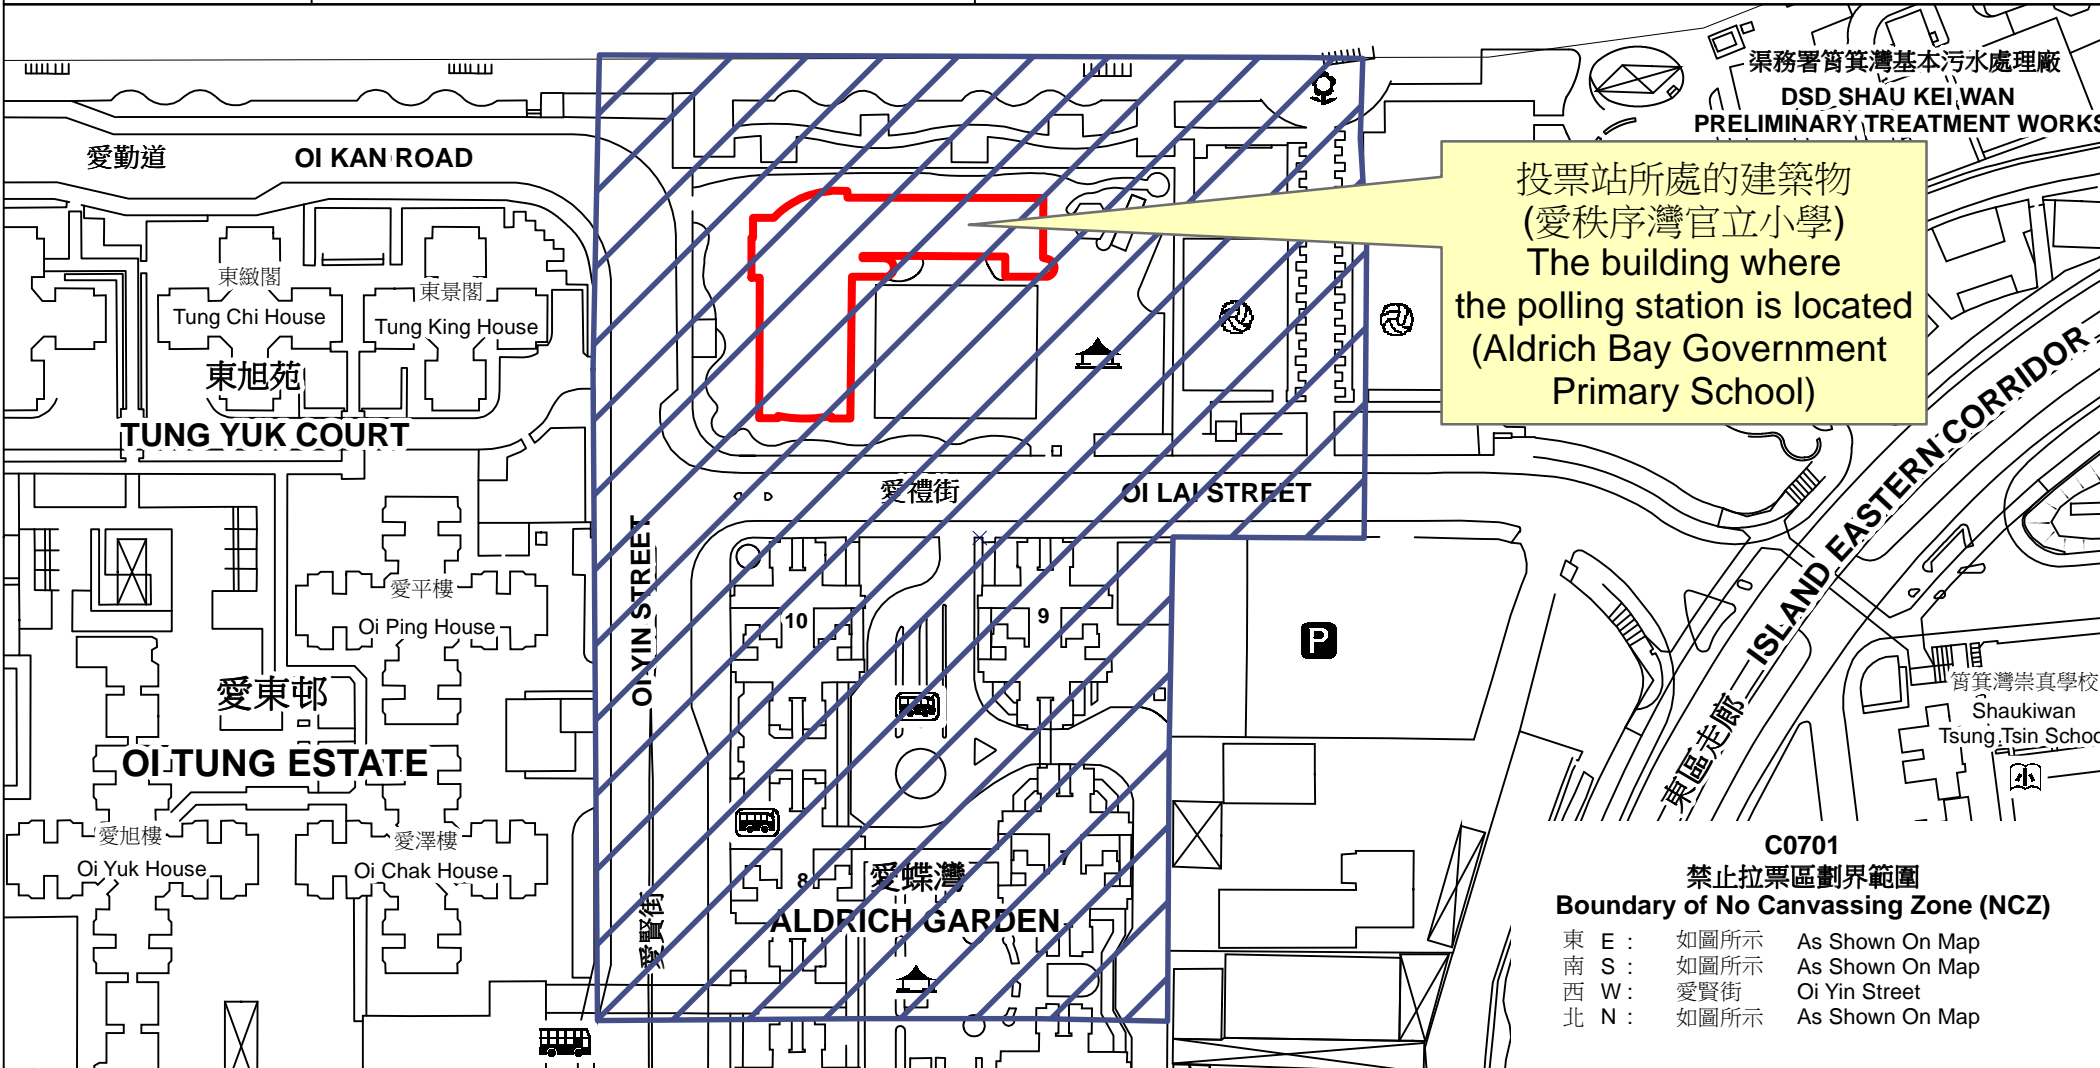 渠務署筲箕灣基本污水處理廠
DSD SHAU KEI WAN
PRELIMINARY TREATMENT WORKS
愛勤道
OI KAN ROAD
投票站所處的建築物
(愛秩序灣官立小學)
The building where
the polling station is located
(Aldrich Bay Government
Primary School)
東緻閣
Tung Chi House
東景閣
Tung King House
東旭苑
TUNG YUK COURT
愛禮街
OI LAI STREET
OI YIN STREET
愛賢街
ISLAND EASTERN CORRIDOR
東區走廊
愛平樓
Oi Ping House
10
9
P
愛東邨
OI TUNG ESTATE
筲箕灣崇真學校
Shaukiwan
Tsung Tsin School
小
愛旭樓
Oi Yuk House
愛澤樓
Oi Chak House
8
7
愛蝶灣
ALDRICH GARDEN
C0701
禁止拉票區劃界範圍
Boundary of No Canvassing Zone (NCZ)
東 E : 如圖所示 As Shown On Map
南 S : 如圖所示 As Shown On Map
西 W : 愛賢街 Oi Yin Street
北 N : 如圖所示 As Shown On Map